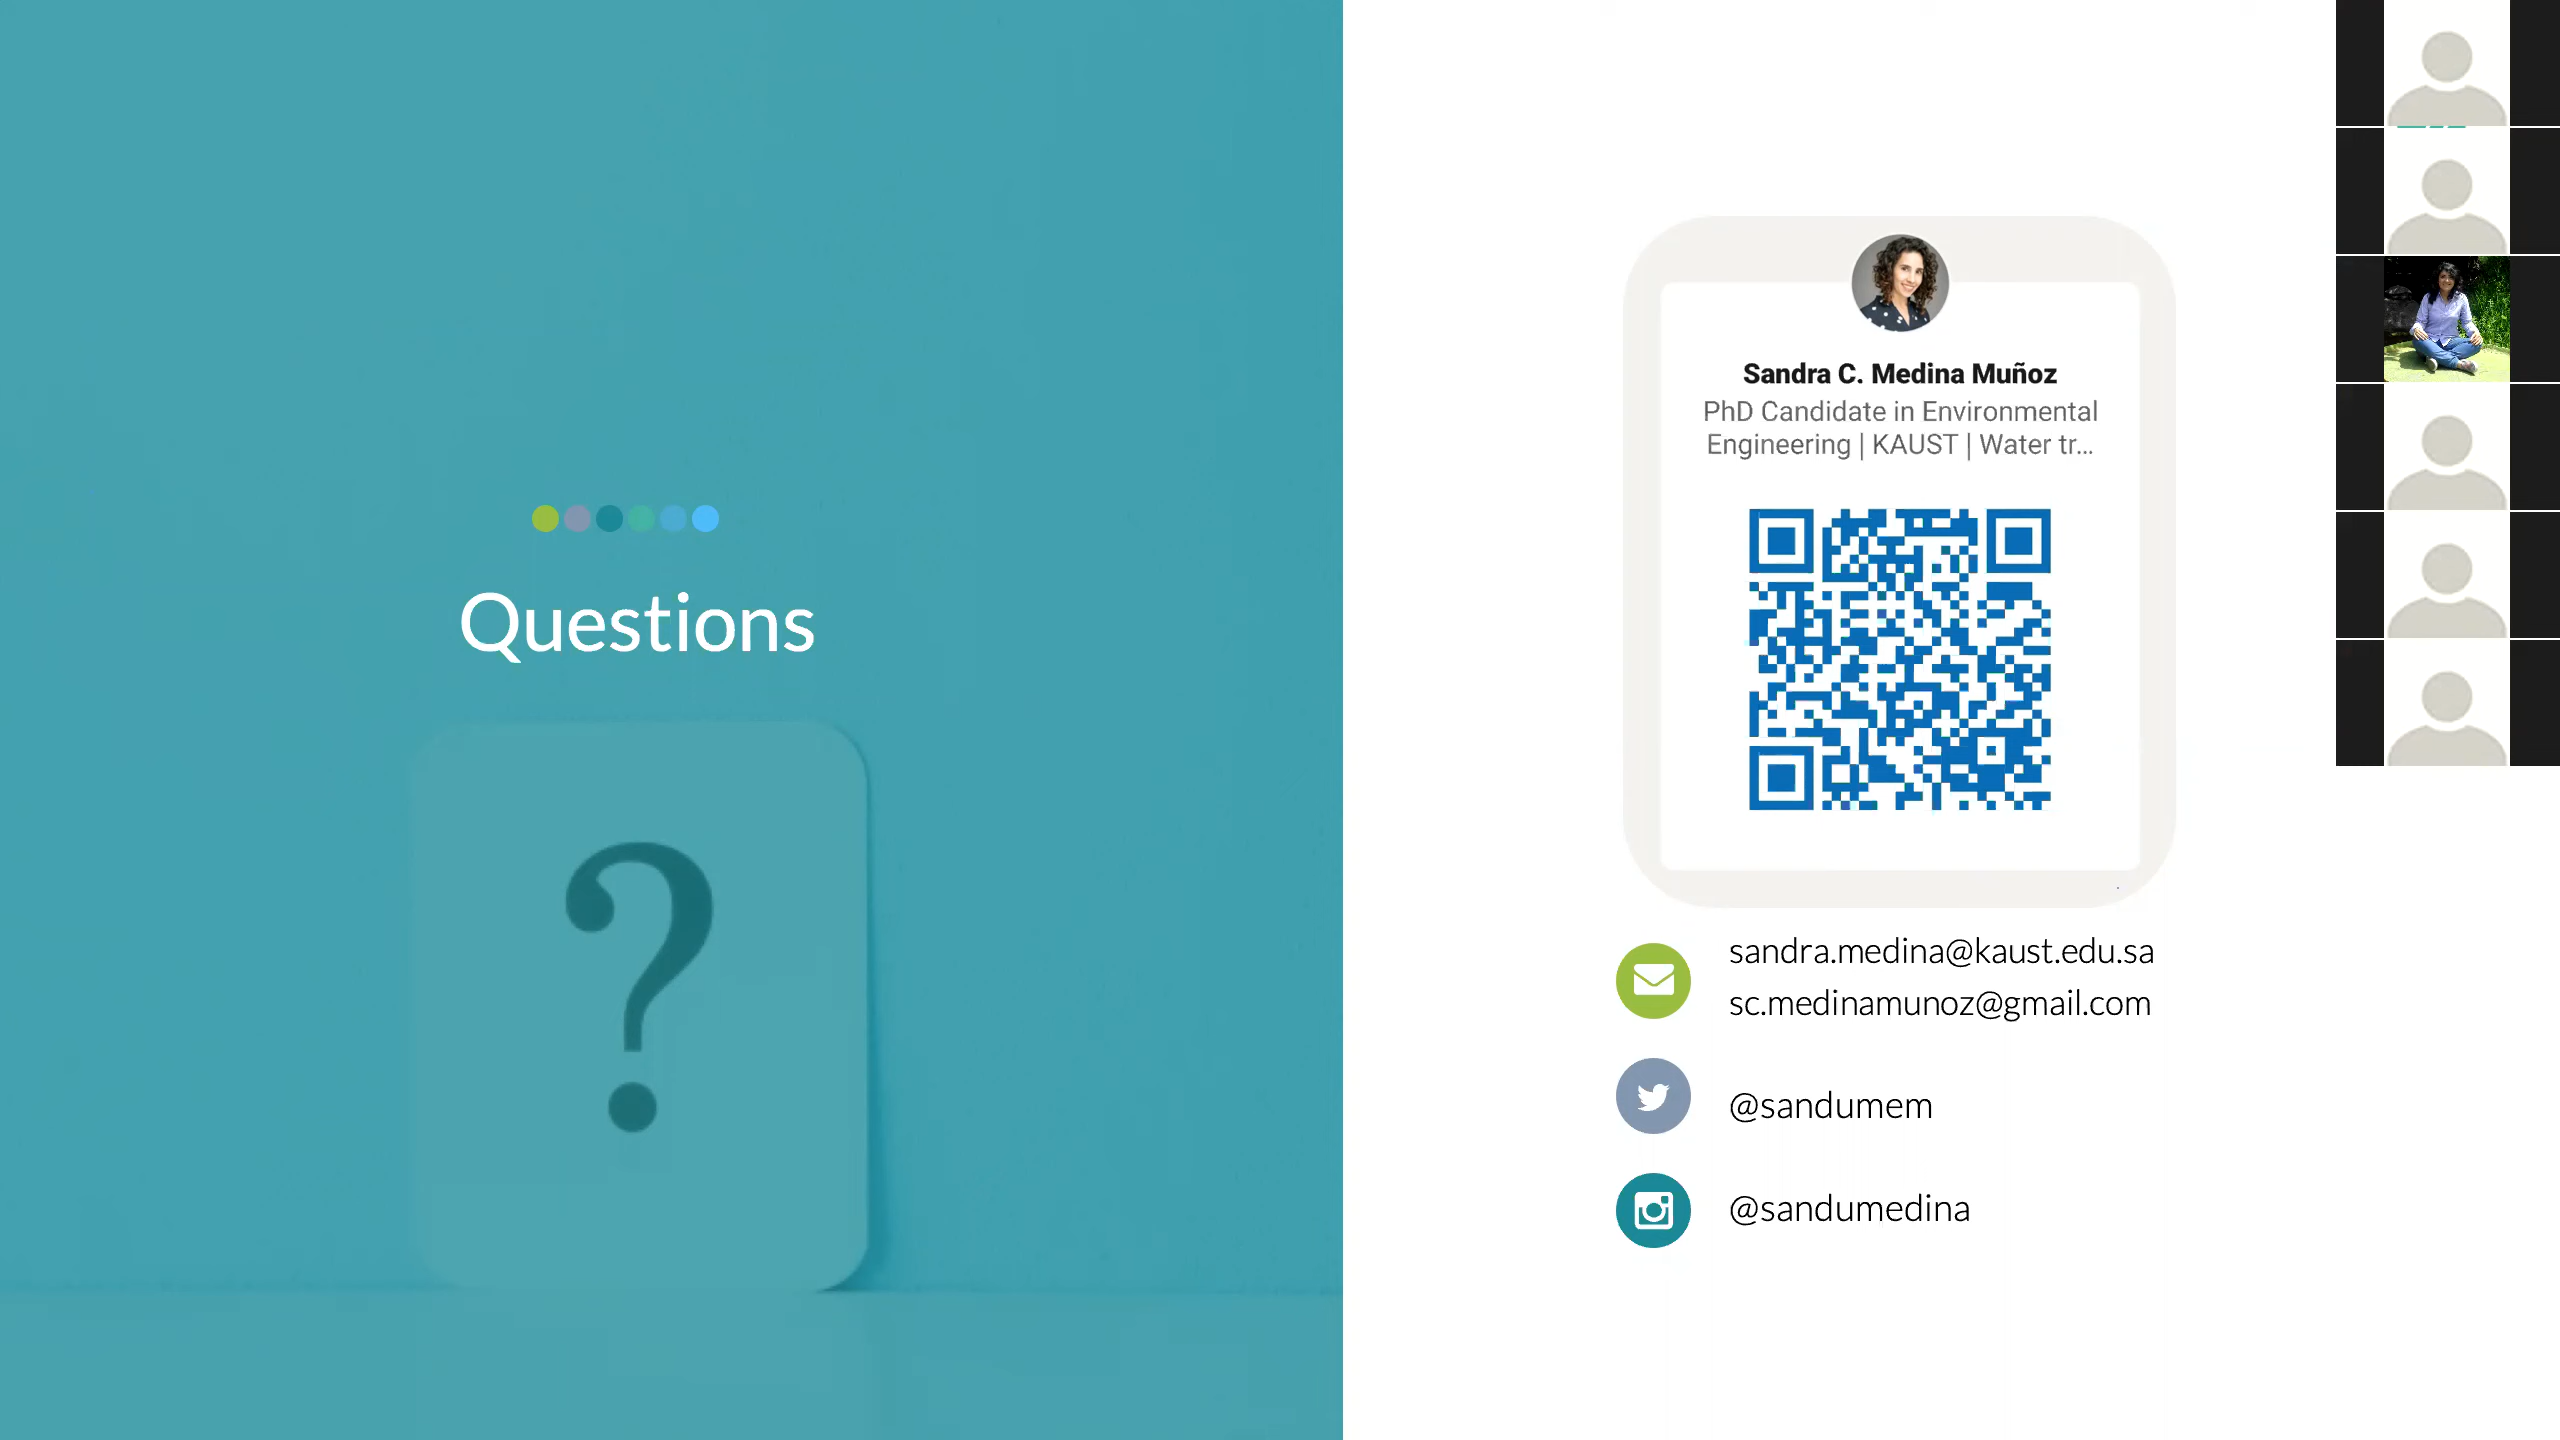 Questions
?
Sandra C. Medina Muñoz
PhD Candidate in Environmental
Engineering | KAUST | Water tr...
sandra.medina@kaust.edu.sa
sc.medinamunoz@gmail.com
@sandumem
@sandumedina